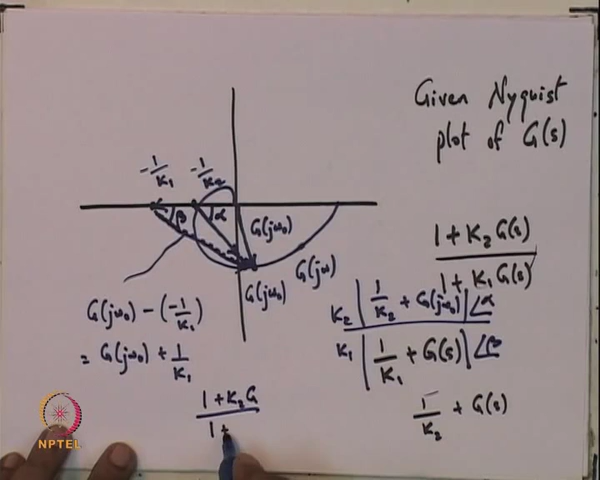 Given Nyquist
plot of G(s)
-1/K₁
-1/K₂
β
α
G(jω₀)
G(jω)
G(jω₀)
G(jω₀) - (-1/K₁)
= G(jω₀) + 1/K₁
1 + K₂ G(s)
1 + K₁ G(s)
K₂ | 1/K₂ + G(jω₀) | ∠α
K₁ | 1/K₁ + G(s) | ∠β
1/K₂ + G(s)
1 + K₂ G
1 +
NPTEL